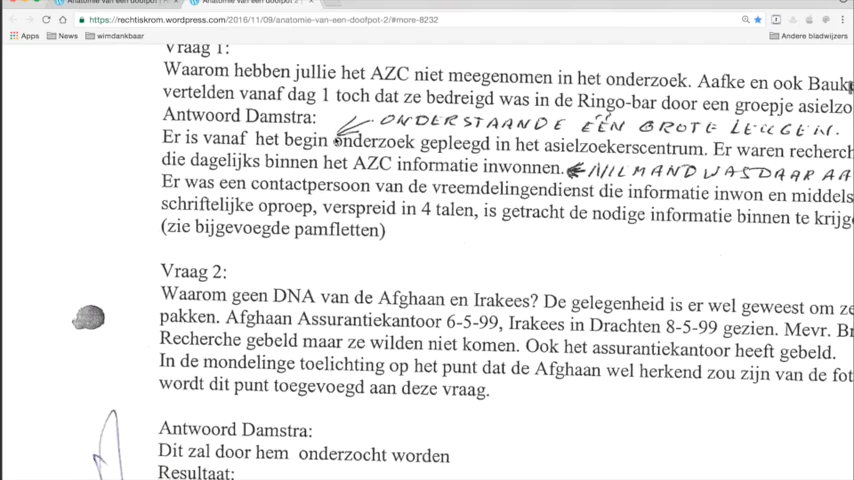 Anatomie van een doofpot 2
https://rechtiskrom.wordpress.com/2016/11/09/anatomie-van-een-doofpot-2/#more-8232
Apps News wimdankbaar Andere bladwijzers
Vraag 1:
Waarom hebben jullie het AZC niet meegenomen in het onderzoek. Aafke en ook Bauk
vertelden vanaf dag 1 toch dat ze bedreigd was in de Ringo-bar door een groepje asielzo
Antwoord Damstra: ONDERSTAANDE EÉN GROTE LEUGEN.
Er is vanaf het begin onderzoek gepleegd in het asielzoekerscentrum. Er waren recherch
die dagelijks binnen het AZC informatie inwonnen. NIEMAND WAS DAAR AA
Er was een contactpersoon van de vreemdelingendienst die informatie inwon en middels
schriftelijke oproep, verspreid in 4 talen, is getracht de nodige informatie binnen te krijg
(zie bijgevoegde pamfletten)
Vraag 2:
Waarom geen DNA van de Afghaan en Irakees? De gelegenheid is er wel geweest om ze
pakken. Afghaan Assurantiekantoor 6-5-99, Irakees in Drachten 8-5-99 gezien. Mevr. Br
Recherche gebeld maar ze wilden niet komen. Ook het assurantiekantoor heeft gebeld.
In de mondelinge toelichting op het punt dat de Afghaan wel herkend zou zijn van de fot
wordt dit punt toegevoegd aan deze vraag.
Antwoord Damstra:
Dit zal door hem onderzocht worden
Resultaat: